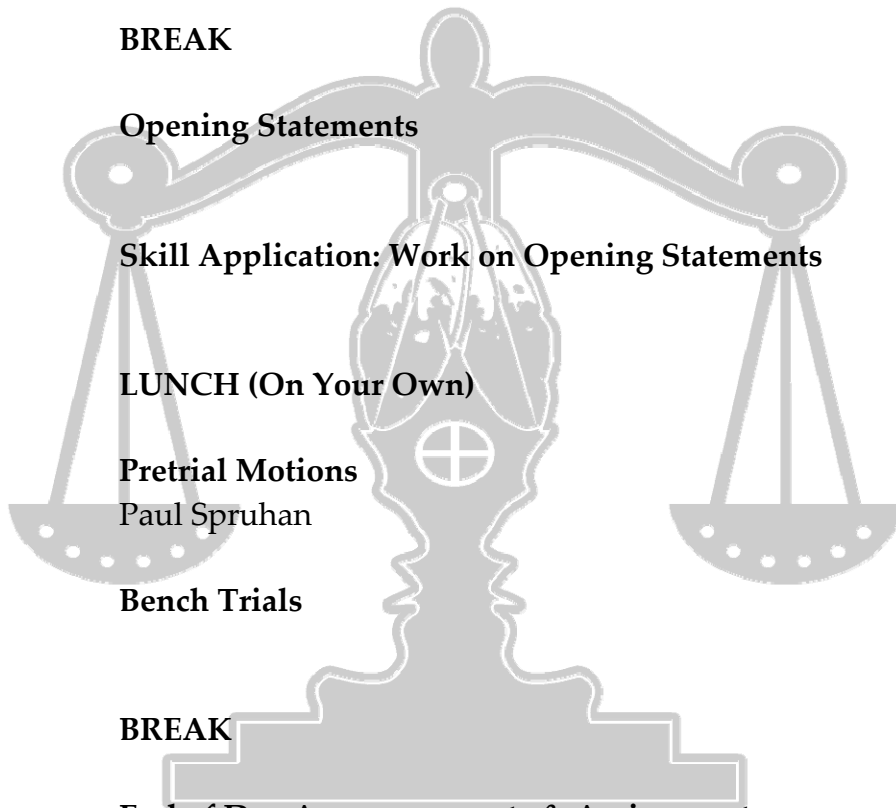 BREAK
Opening Statements
Skill Application: Work on Opening Statements
LUNCH (On Your Own)
Pretrial Motions
Paul Spruhan
Bench Trials
BREAK